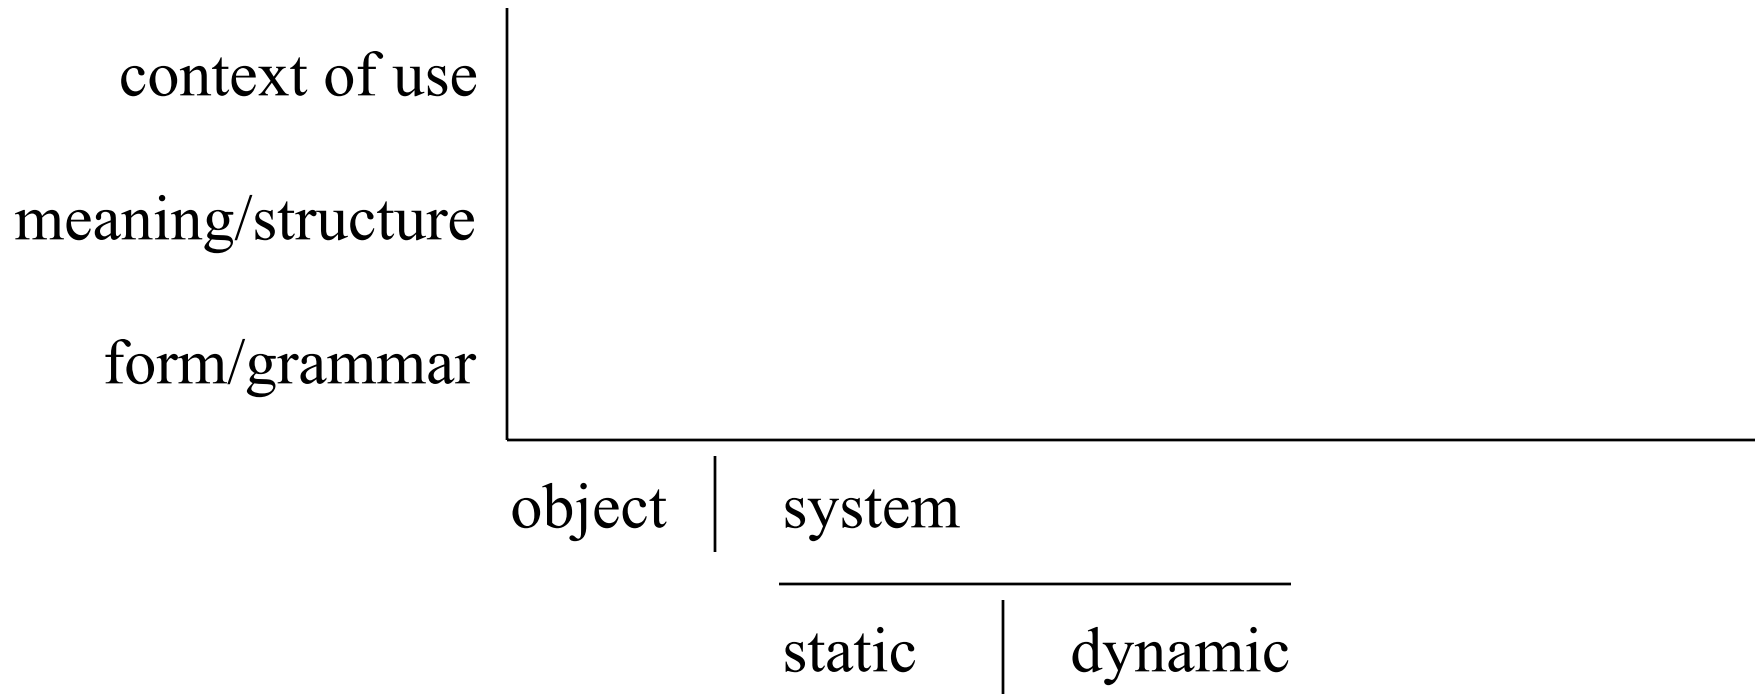 context of use
meaning/structure
form/grammar
object
system
static
dynamic